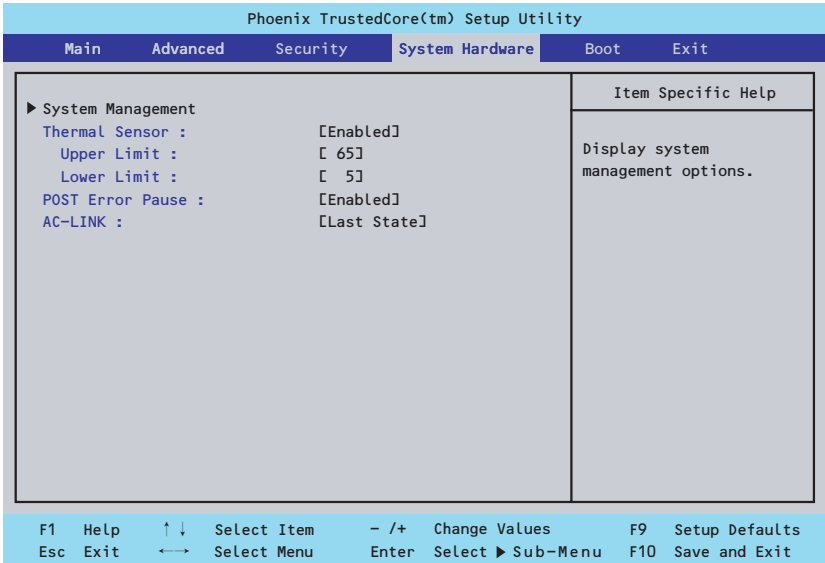 Phoenix TrustedCore(tm) Setup Utility
Main Advanced Security System Hardware Boot Exit
▶ System Management
Thermal Sensor : [Enabled]
Upper Limit : [ 65]
Lower Limit : [ 5]
POST Error Pause : [Enabled]
AC-LINK : [Last State]
Item Specific Help
Display system
management options.
F1 Help ↑↓ Select Item - /+ Change Values F9 Setup Defaults
Esc Exit ←→ Select Menu Enter Select ▶ Sub-Menu F10 Save and Exit